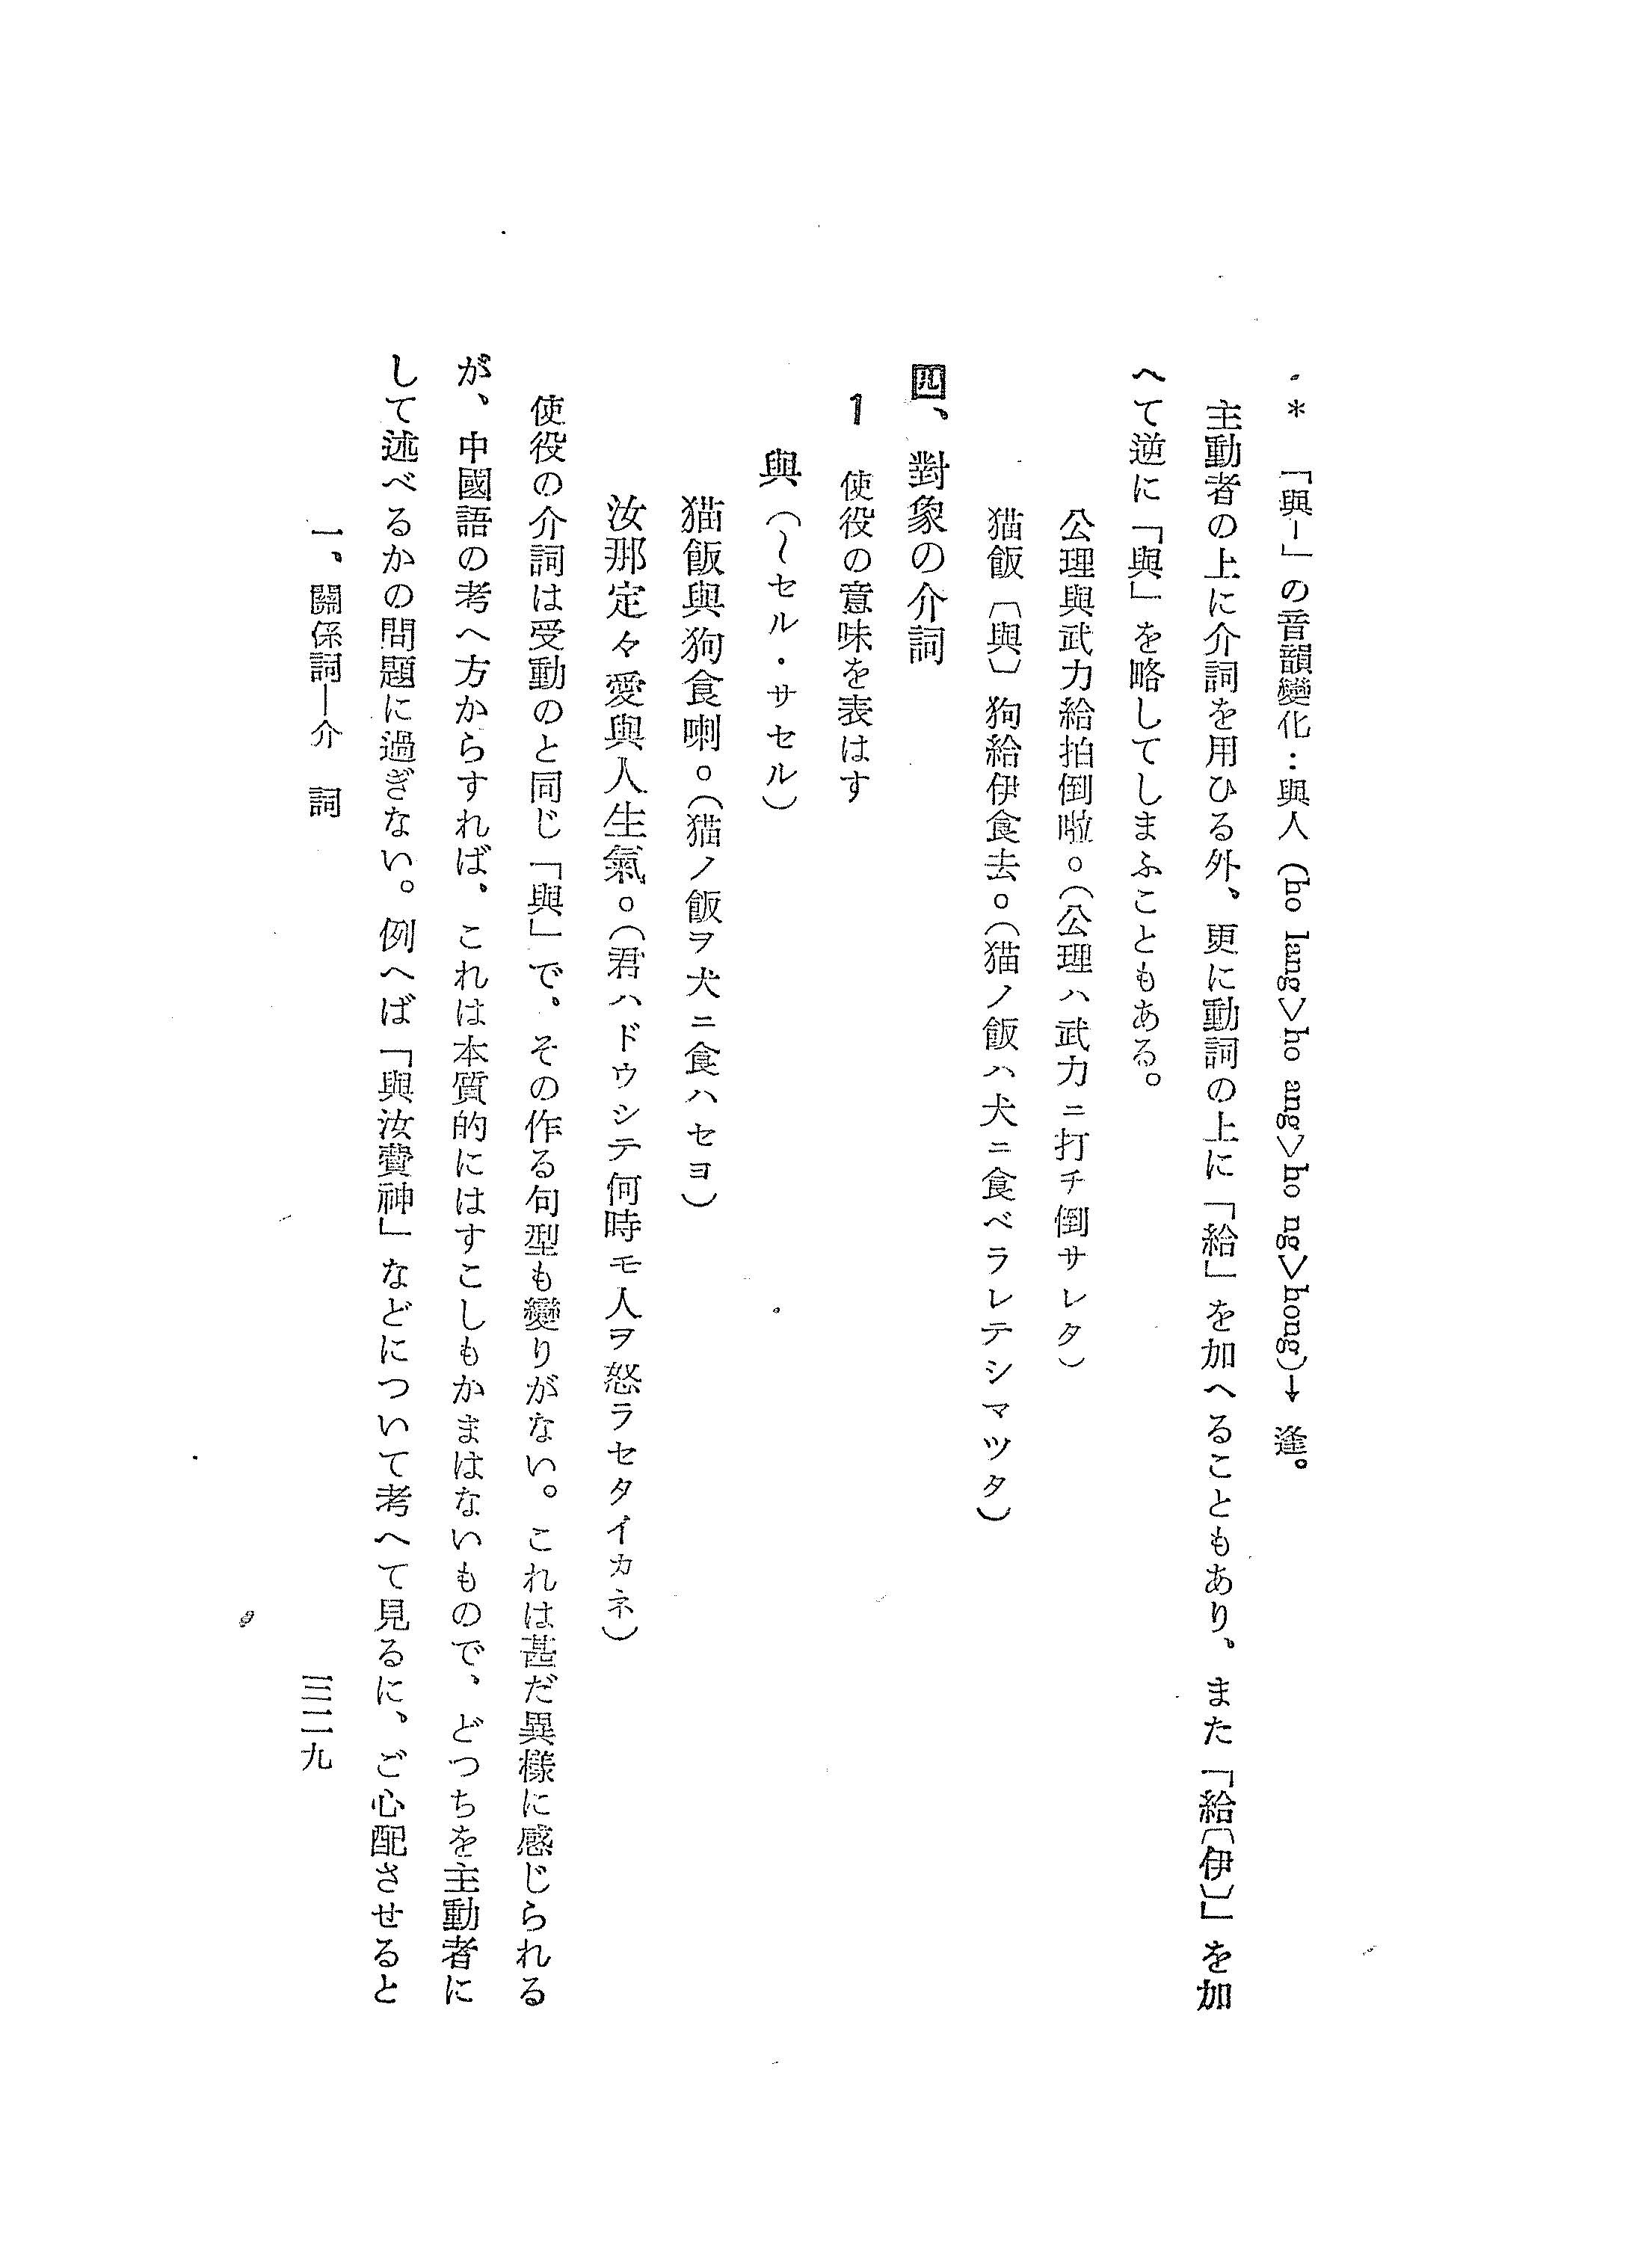 ＊ 「與ー」の音韻變化：與人 (ho lang>ho ang>ho ng>hong)→ 逢。
主動者の上に介詞を用ひる外、更に動詞の上に「給」を加へることもあり、また「給〔伊〕」を加
へて逆に「與」を略してしまふこともある。
公理與武力給拍倒啦。（公理ハ武力ニ打チ倒サレタ）
猫飯〔與〕狗給伊食去。（猫ノ飯ハ犬ニ食ベラレテシマツタ）
四、對象の介詞
1 使役の意味を表はす
與（〜セル・サセル）
猫飯與狗食喇。（猫ノ飯ヲ犬ニ食ハセヨ）
汝那定々愛與人生氣。（君ハドウシテ何時モ人ヲ怒ラセタイカネ）
使役の介詞は受動のと同じ「與」で、その作る句型も變りがない。これは甚だ異樣に感じられる
が、中國語の考へ方からすれば、これは本質的にはすこしもかまはないもので、どつちを主動者に
して述べるかの問題に過ぎない。例へば「與汝費神」などについて考へて見るに、ご心配させると
一、關係詞―介 詞
三二九